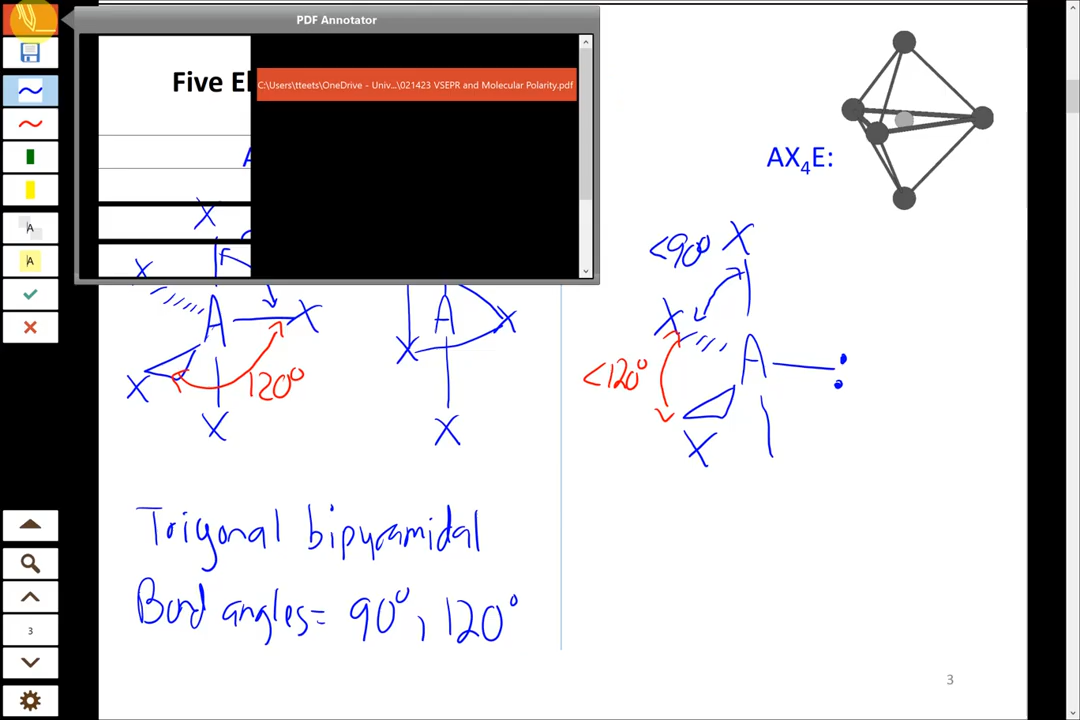 PDF Annotator
Five El
C:\Users\tteets\OneDrive - Univ...\021423 VSEPR and Molecular Polarity.pdf
AX4E:
X
X
A
X
X
120°
X
A
X
X
X
<90°
X
X
A
<120°
X
Trigonal bipyramidal
Bond angles= 90°, 120°
A
A
3
3